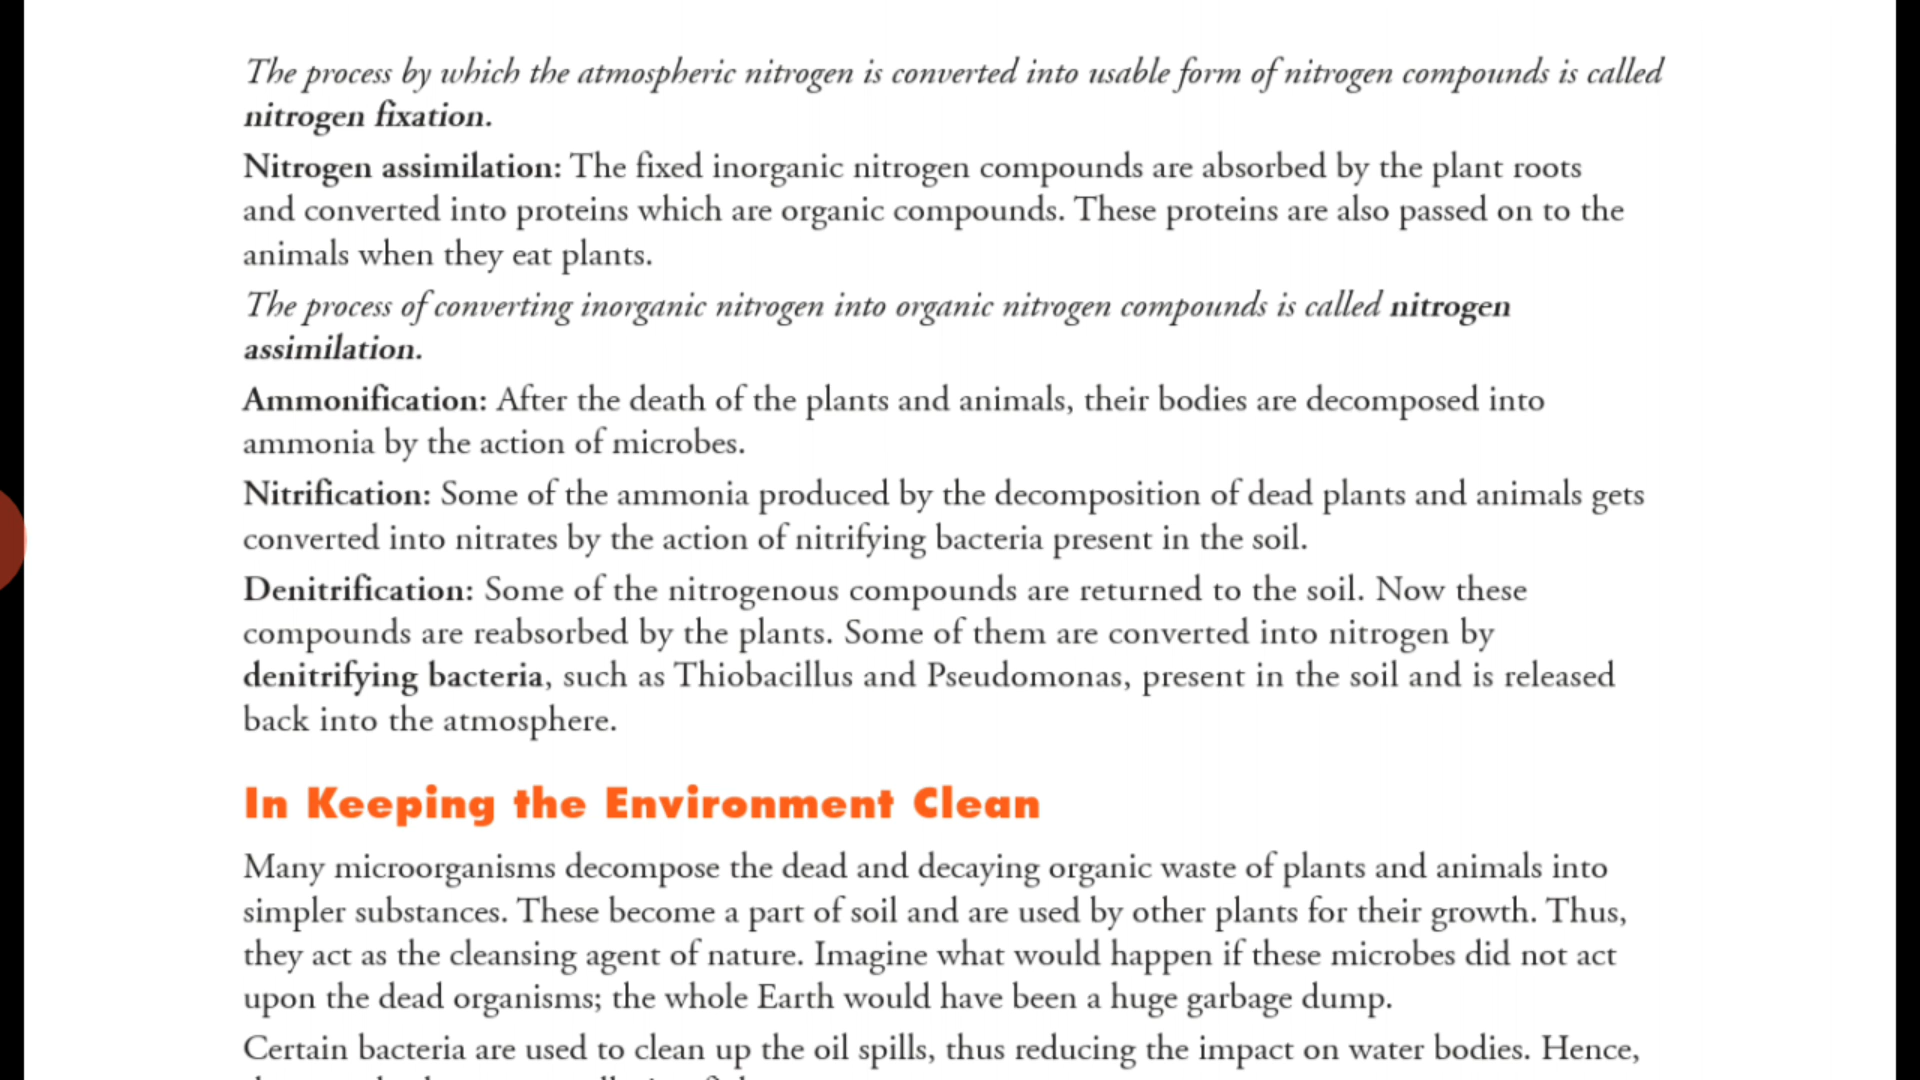 The process by which the atmospheric nitrogen is converted into usable form of nitrogen compounds is called
nitrogen fixation.
Nitrogen assimilation: The fixed inorganic nitrogen compounds are absorbed by the plant roots
and converted into proteins which are organic compounds. These proteins are also passed on to the
animals when they eat plants.
The process of converting inorganic nitrogen into organic nitrogen compounds is called nitrogen
assimilation.
Ammonification: After the death of the plants and animals, their bodies are decomposed into
ammonia by the action of microbes.
Nitrification: Some of the ammonia produced by the decomposition of dead plants and animals gets
converted into nitrates by the action of nitrifying bacteria present in the soil.
Denitrification: Some of the nitrogenous compounds are returned to the soil. Now these
compounds are reabsorbed by the plants. Some of them are converted into nitrogen by
denitrifying bacteria, such as Thiobacillus and Pseudomonas, present in the soil and is released
back into the atmosphere.
In Keeping the Environment Clean
Many microorganisms decompose the dead and decaying organic waste of plants and animals into
simpler substances. These become a part of soil and are used by other plants for their growth. Thus,
they act as the cleansing agent of nature. Imagine what would happen if these microbes did not act
upon the dead organisms; the whole Earth would have been a huge garbage dump.
Certain bacteria are used to clean up the oil spills, thus reducing the impact on water bodies. Hence,